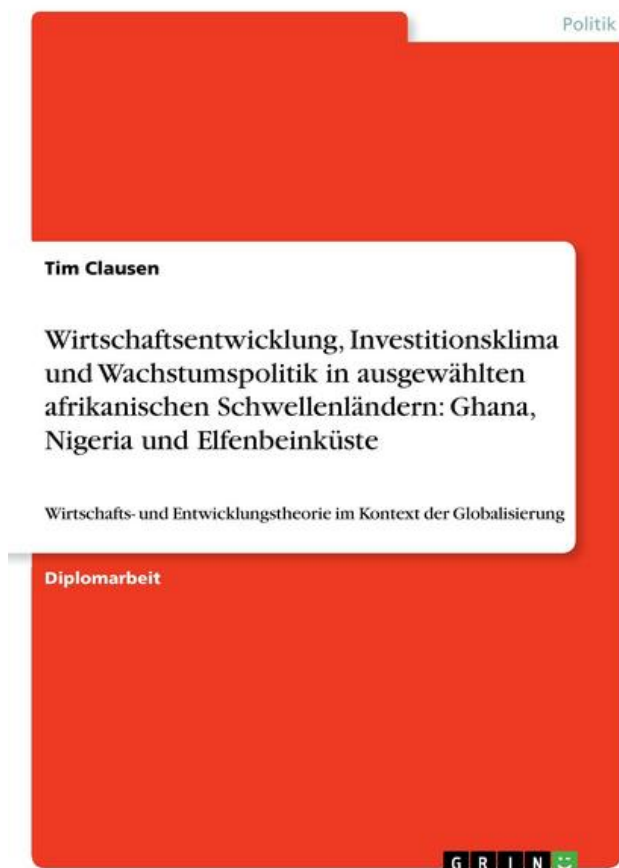 Politik
Tim Clausen
Wirtschaftsentwicklung, Investitionsklima
und Wachstumspolitik in ausgewählten
afrikanischen Schwellenländern: Ghana,
Nigeria und Elfenbeinküste
Wirtschafts- und Entwicklungstheorie im Kontext der Globalisierung
Diplomarbeit
GRIN